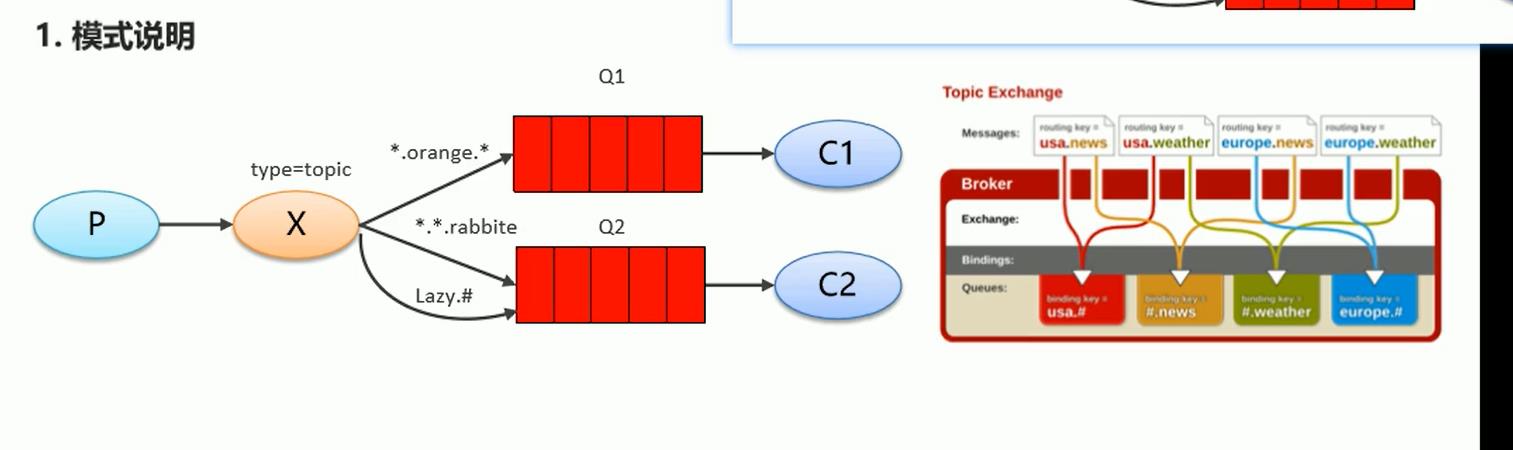 1. 模式说明
Q1
*.orange.*
C1
type=topic
P
X
*.*.rabbite
Q2
Lazy.#
C2
Topic Exchange
Messages:
routing key =
usa.news
routing key =
usa.weather
routing key =
europe.news
routing key =
europe.weather
Broker
Exchange:
Bindings:
Queues:
binding key =
usa.#
binding key =
#.news
binding key =
#.weather
binding key =
europe.#